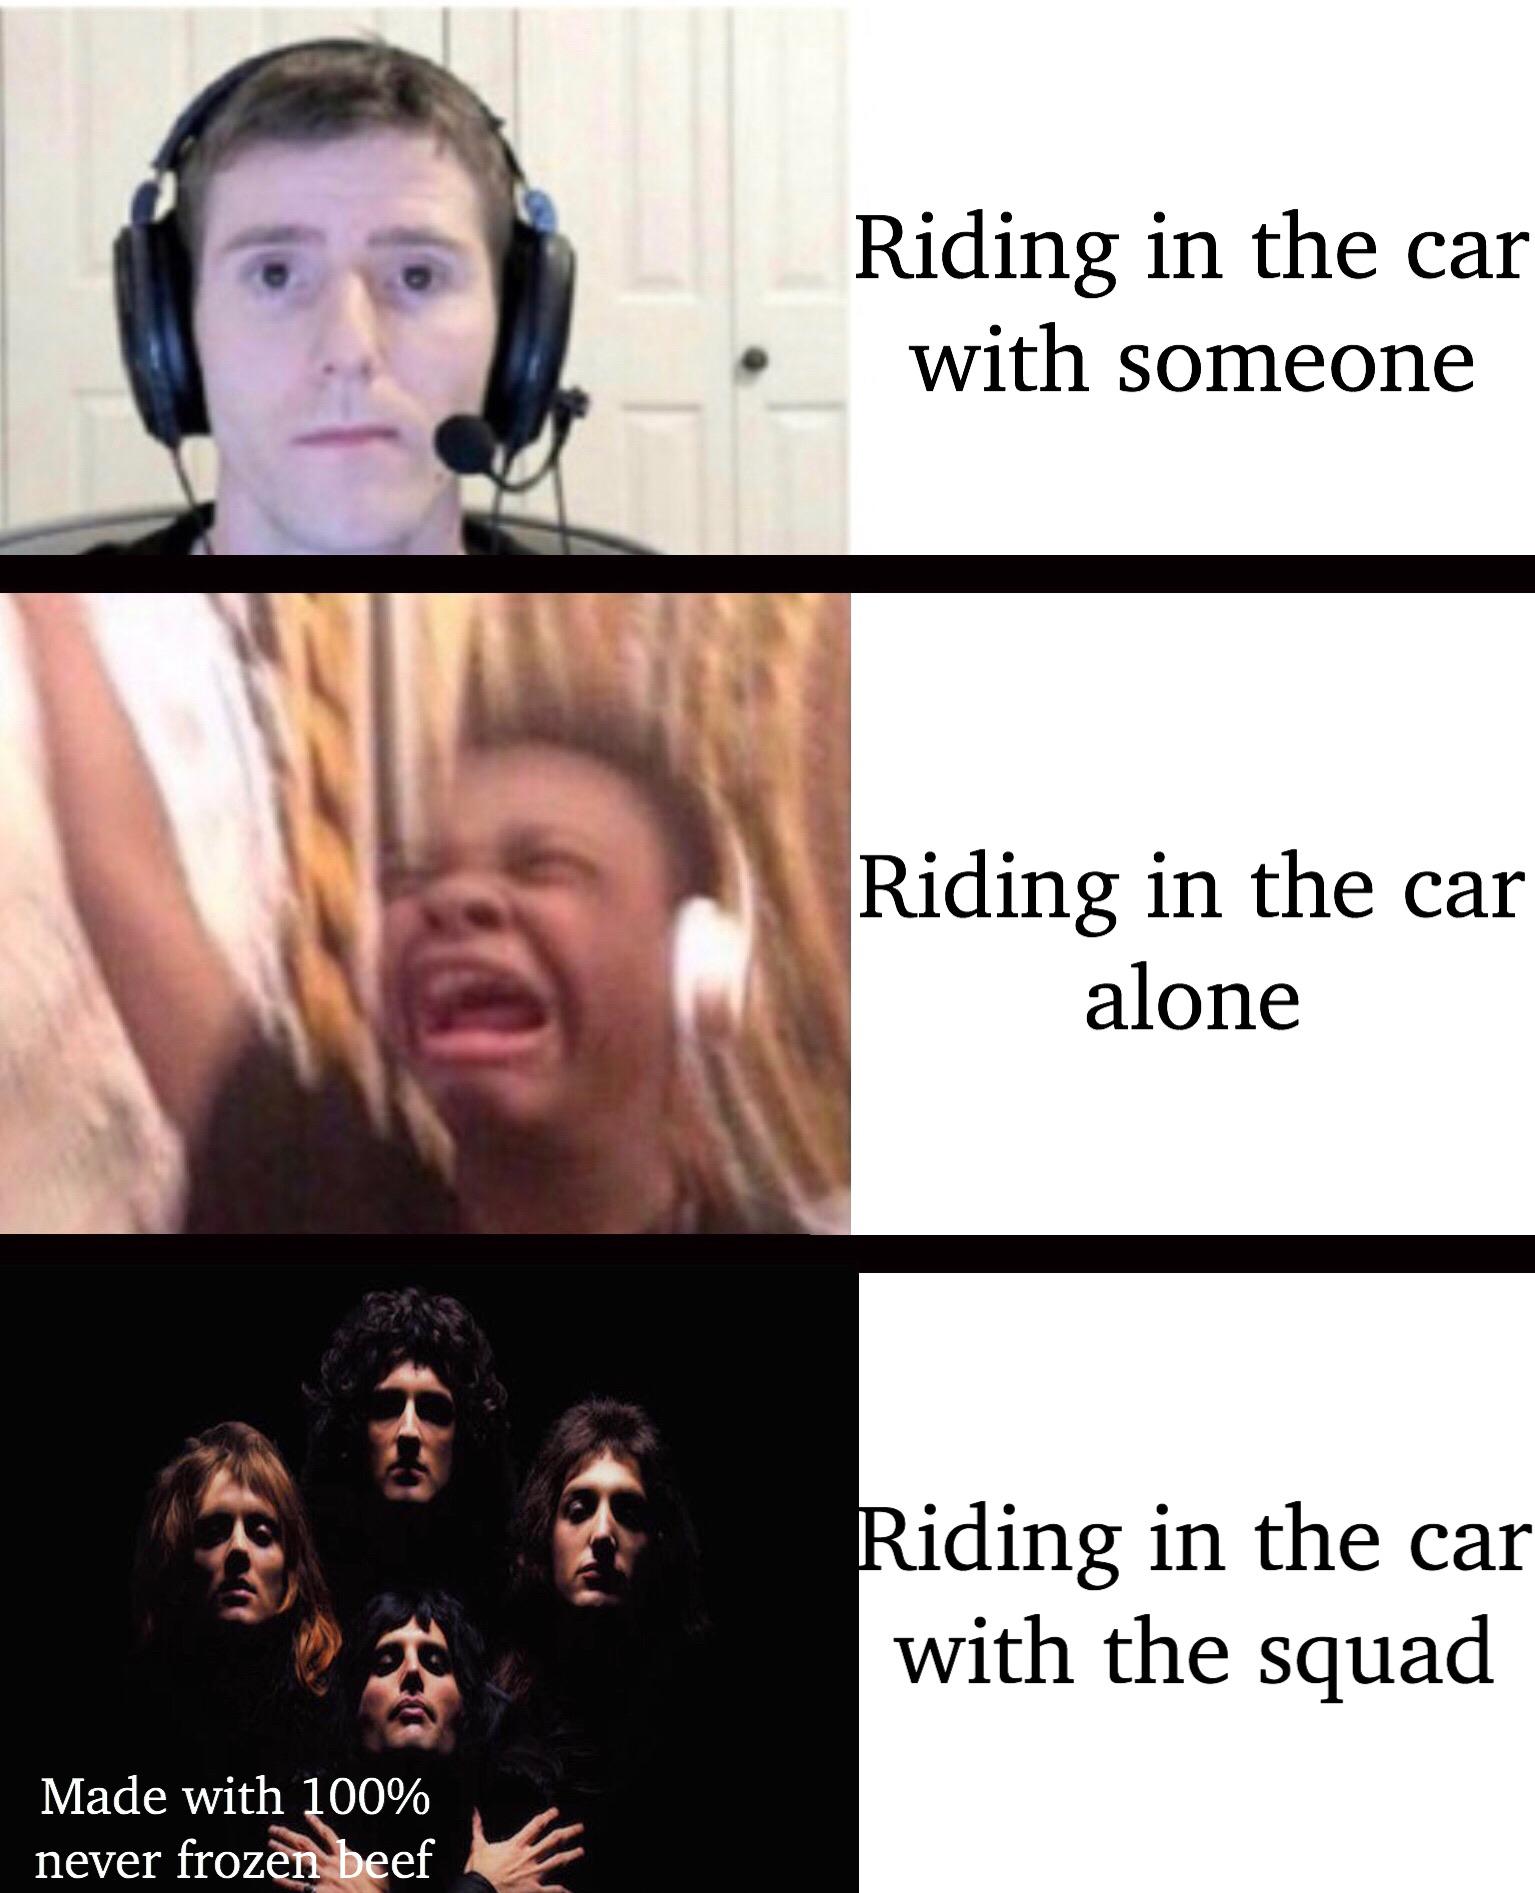 Riding in the car
with someone
Riding in the car
alone
Riding in the car
with the squad
Made with 100%
never frozen beef